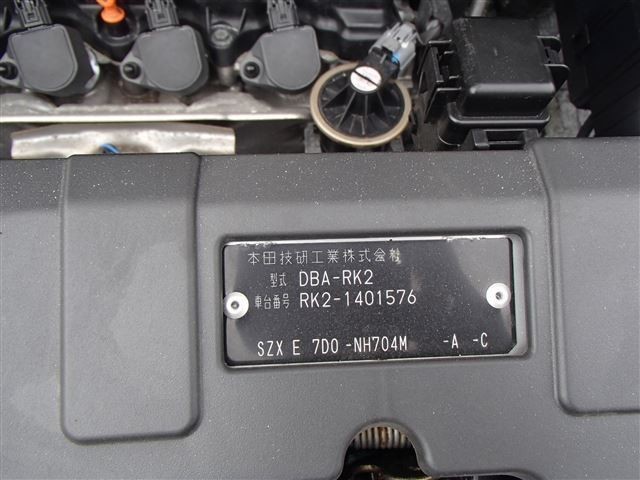 本田技研工業株式会社
型式 DBA-RK2
車台番号 RK2-1401576
SZX E 7D0 -NH704M -A -C